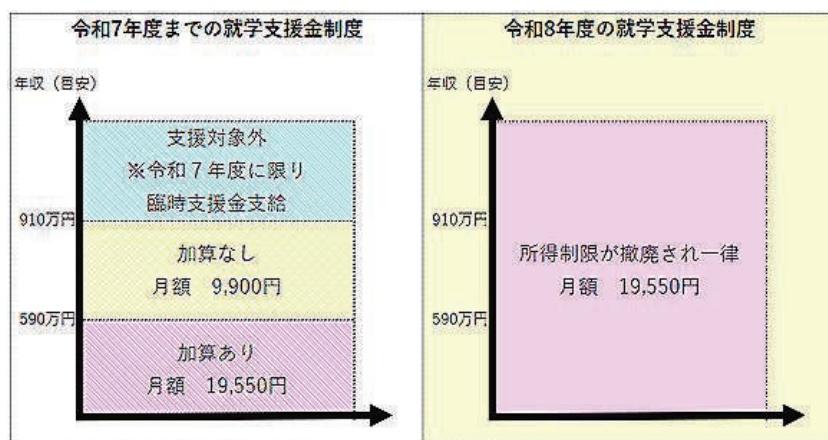 令和7年度までの就学支援金制度
年収（目安）
支援対象外
※令和７年度に限り
臨時支援金支給
910万円
加算なし
月額　9,900円
590万円
加算あり
月額　19,550円
令和8年度の就学支援金制度
年収（目安）
910万円
所得制限が撤廃され一律
月額　19,550円
590万円